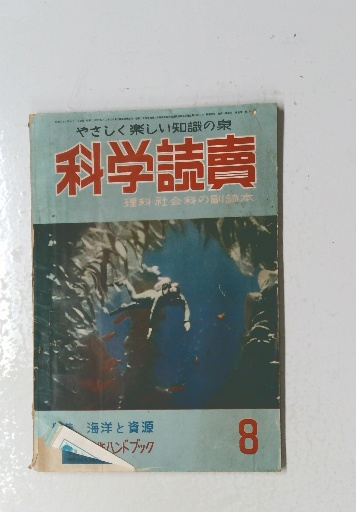 やさしく楽しい知識の泉
科学読賣
理科・社会科の副読本
海洋と資源
ハンドブック
8